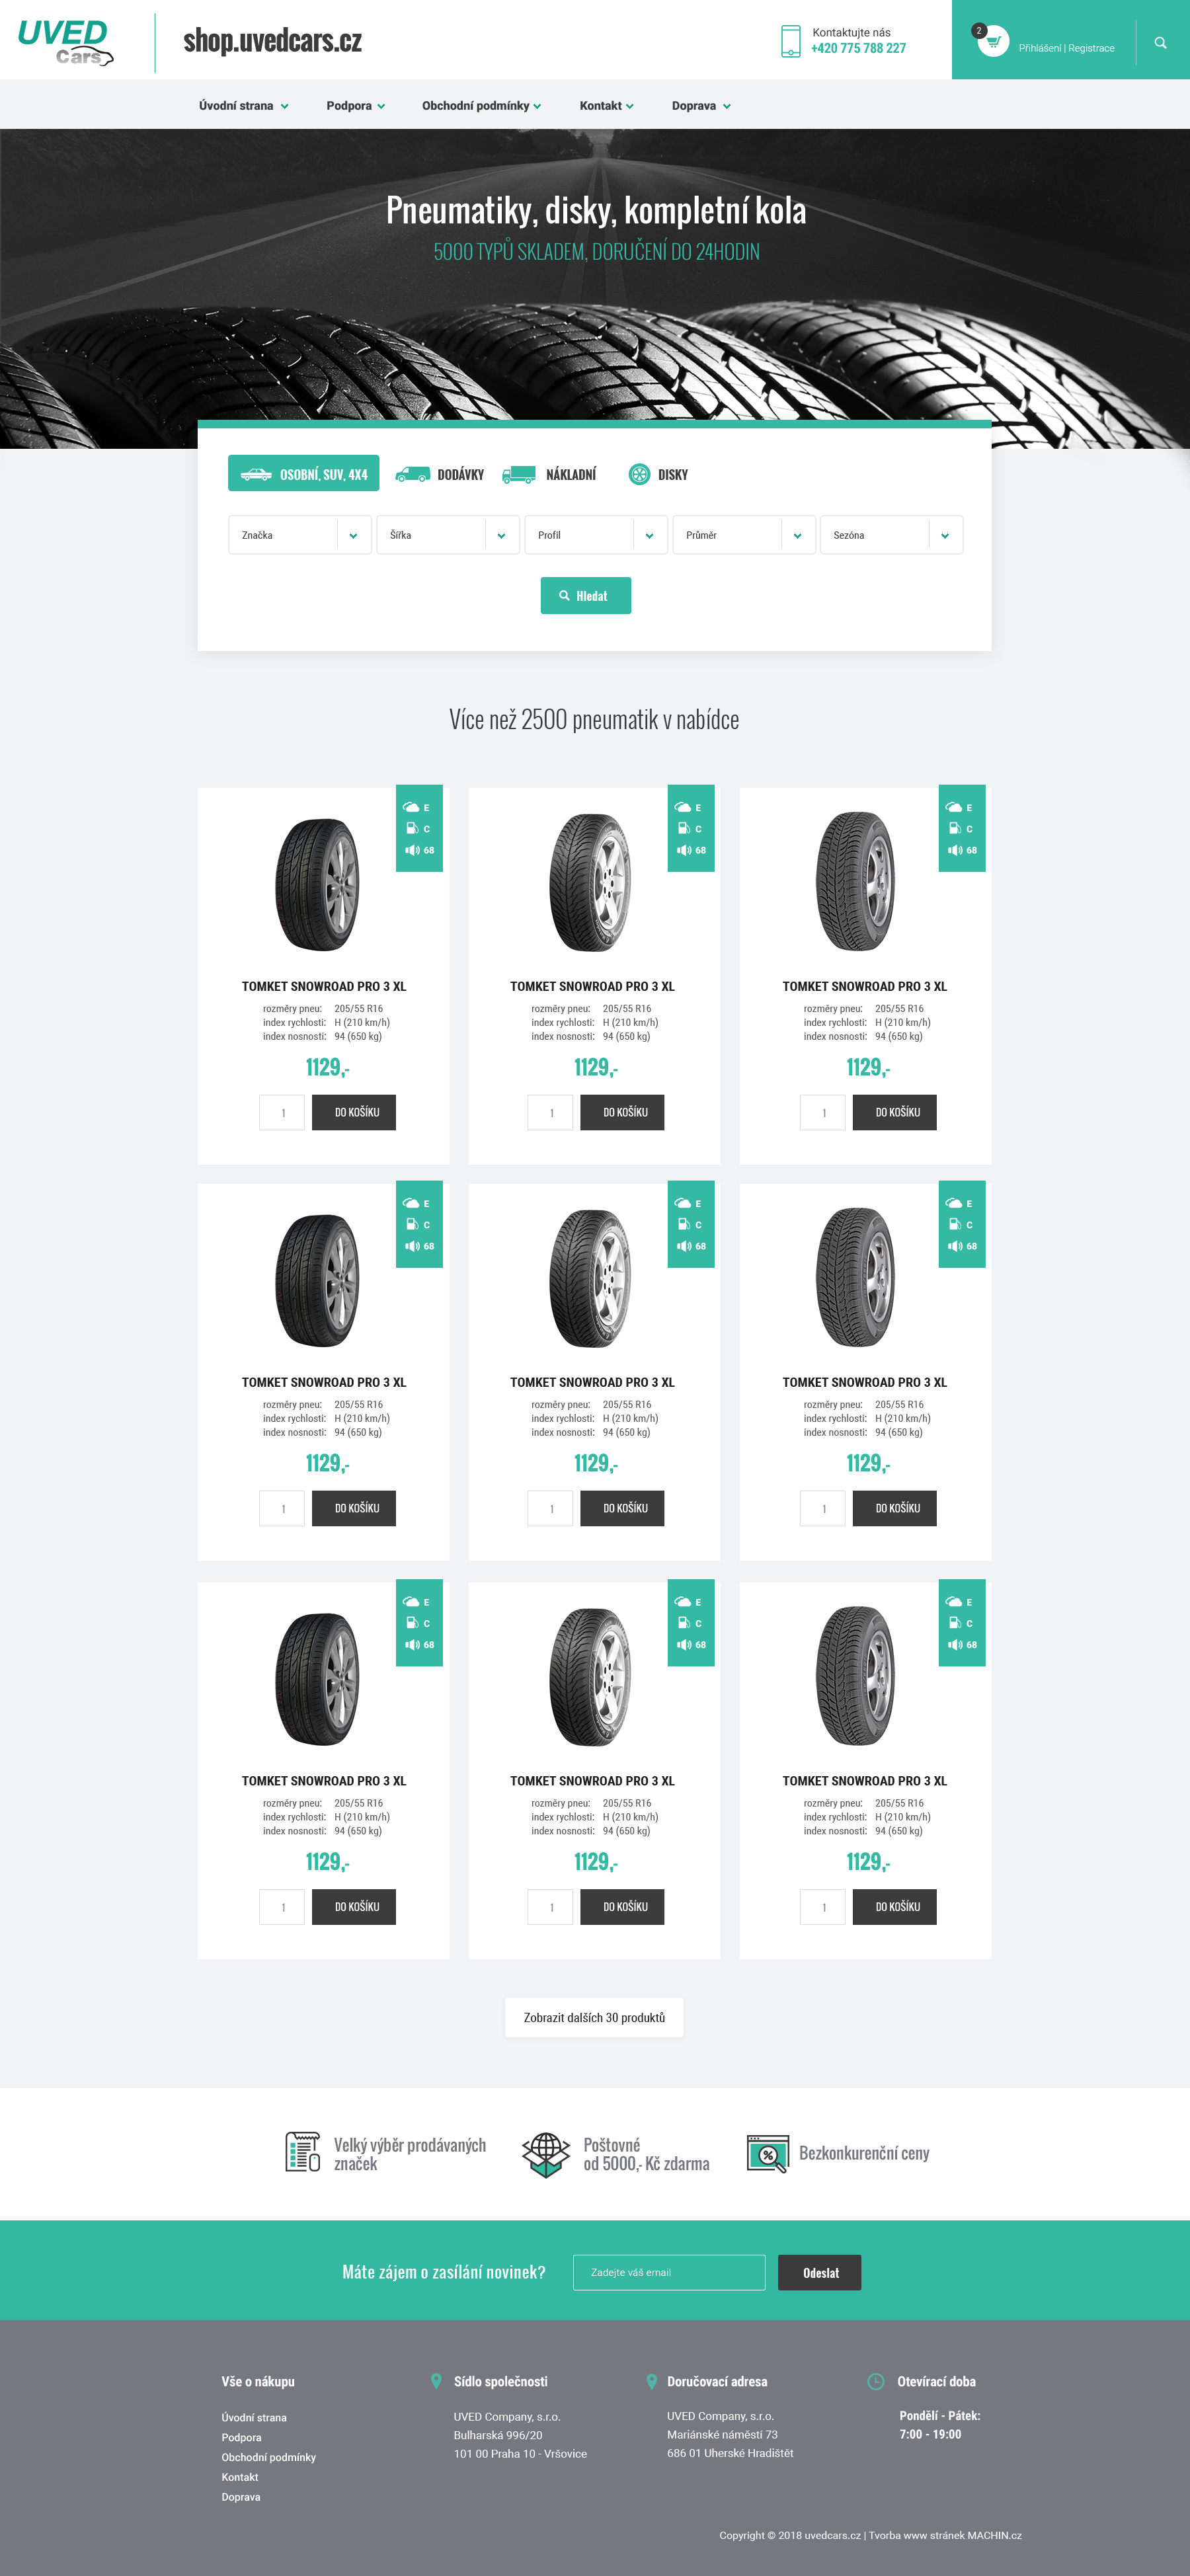 UVED
Cars
shop.uvedcars.cz
Kontaktujte nás
+420 775 788 227
2
Přihlášení | Registrace
Úvodní strana
Podpora
Obchodní podmínky
Kontakt
Doprava
Pneumatiky, disky, kompletní kola
5000 TYPŮ SKLADEM, DORUČENÍ DO 24HODIN
OSOBNÍ, SUV, 4X4
DODÁVKY
NÁKLADNÍ
DISKY
Značka
Šířka
Profil
Průměr
Sezóna
Hledat
Více než 2500 pneumatik v nabídce
E
C
68
TOMKET SNOWROAD PRO 3 XL
rozměry pneu: 205/55 R16
index rychlosti: H (210 km/h)
index nosnosti: 94 (650 kg)
1129,-
1
DO KOŠÍKU
E
C
68
TOMKET SNOWROAD PRO 3 XL
rozměry pneu: 205/55 R16
index rychlosti: H (210 km/h)
index nosnosti: 94 (650 kg)
1129,-
1
DO KOŠÍKU
E
C
68
TOMKET SNOWROAD PRO 3 XL
rozměry pneu: 205/55 R16
index rychlosti: H (210 km/h)
index nosnosti: 94 (650 kg)
1129,-
1
DO KOŠÍKU
E
C
68
TOMKET SNOWROAD PRO 3 XL
rozměry pneu: 205/55 R16
index rychlosti: H (210 km/h)
index nosnosti: 94 (650 kg)
1129,-
1
DO KOŠÍKU
E
C
68
TOMKET SNOWROAD PRO 3 XL
rozměry pneu: 205/55 R16
index rychlosti: H (210 km/h)
index nosnosti: 94 (650 kg)
1129,-
1
DO KOŠÍKU
E
C
68
TOMKET SNOWROAD PRO 3 XL
rozměry pneu: 205/55 R16
index rychlosti: H (210 km/h)
index nosnosti: 94 (650 kg)
1129,-
1
DO KOŠÍKU
E
C
68
TOMKET SNOWROAD PRO 3 XL
rozměry pneu: 205/55 R16
index rychlosti: H (210 km/h)
index nosnosti: 94 (650 kg)
1129,-
1
DO KOŠÍKU
E
C
68
TOMKET SNOWROAD PRO 3 XL
rozměry pneu: 205/55 R16
index rychlosti: H (210 km/h)
index nosnosti: 94 (650 kg)
1129,-
1
DO KOŠÍKU
E
C
68
TOMKET SNOWROAD PRO 3 XL
rozměry pneu: 205/55 R16
index rychlosti: H (210 km/h)
index nosnosti: 94 (650 kg)
1129,-
1
DO KOŠÍKU
Zobrazit dalších 30 produktů
Velký výběr prodávaných
značek
Poštovné
od 5000,- Kč zdarma
%
Bezkonkurenční ceny
Máte zájem o zasílání novinek?
Zadejte váš email
Odeslat
Vše o nákupu
Úvodní strana
Podpora
Obchodní podmínky
Kontakt
Doprava
Sídlo společnosti
UVED Company, s.r.o.
Bulharská 996/20
101 00 Praha 10 - Vršovice
Doručovací adresa
UVED Company, s.r.o.
Mariánské náměstí 73
686 01 Uherské Hradiště
Otevírací doba
Pondělí - Pátek:
7:00 - 19:00
Copyright © 2018 uvedcars.cz | Tvorba www stránek MACHIN.cz